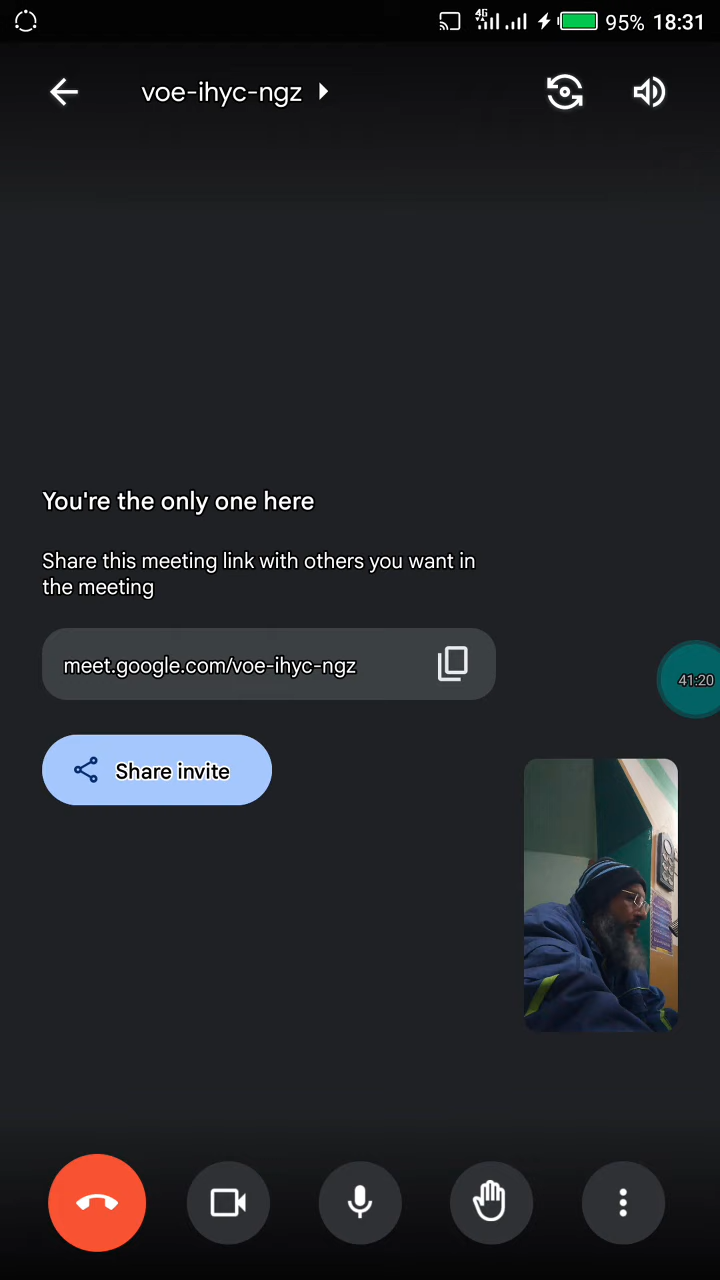 4G 95% 18:31
voe-ihyc-ngz
You're the only one here
Share this meeting link with others you want in
the meeting
meet.google.com/voe-ihyc-ngz
41:20
Share invite